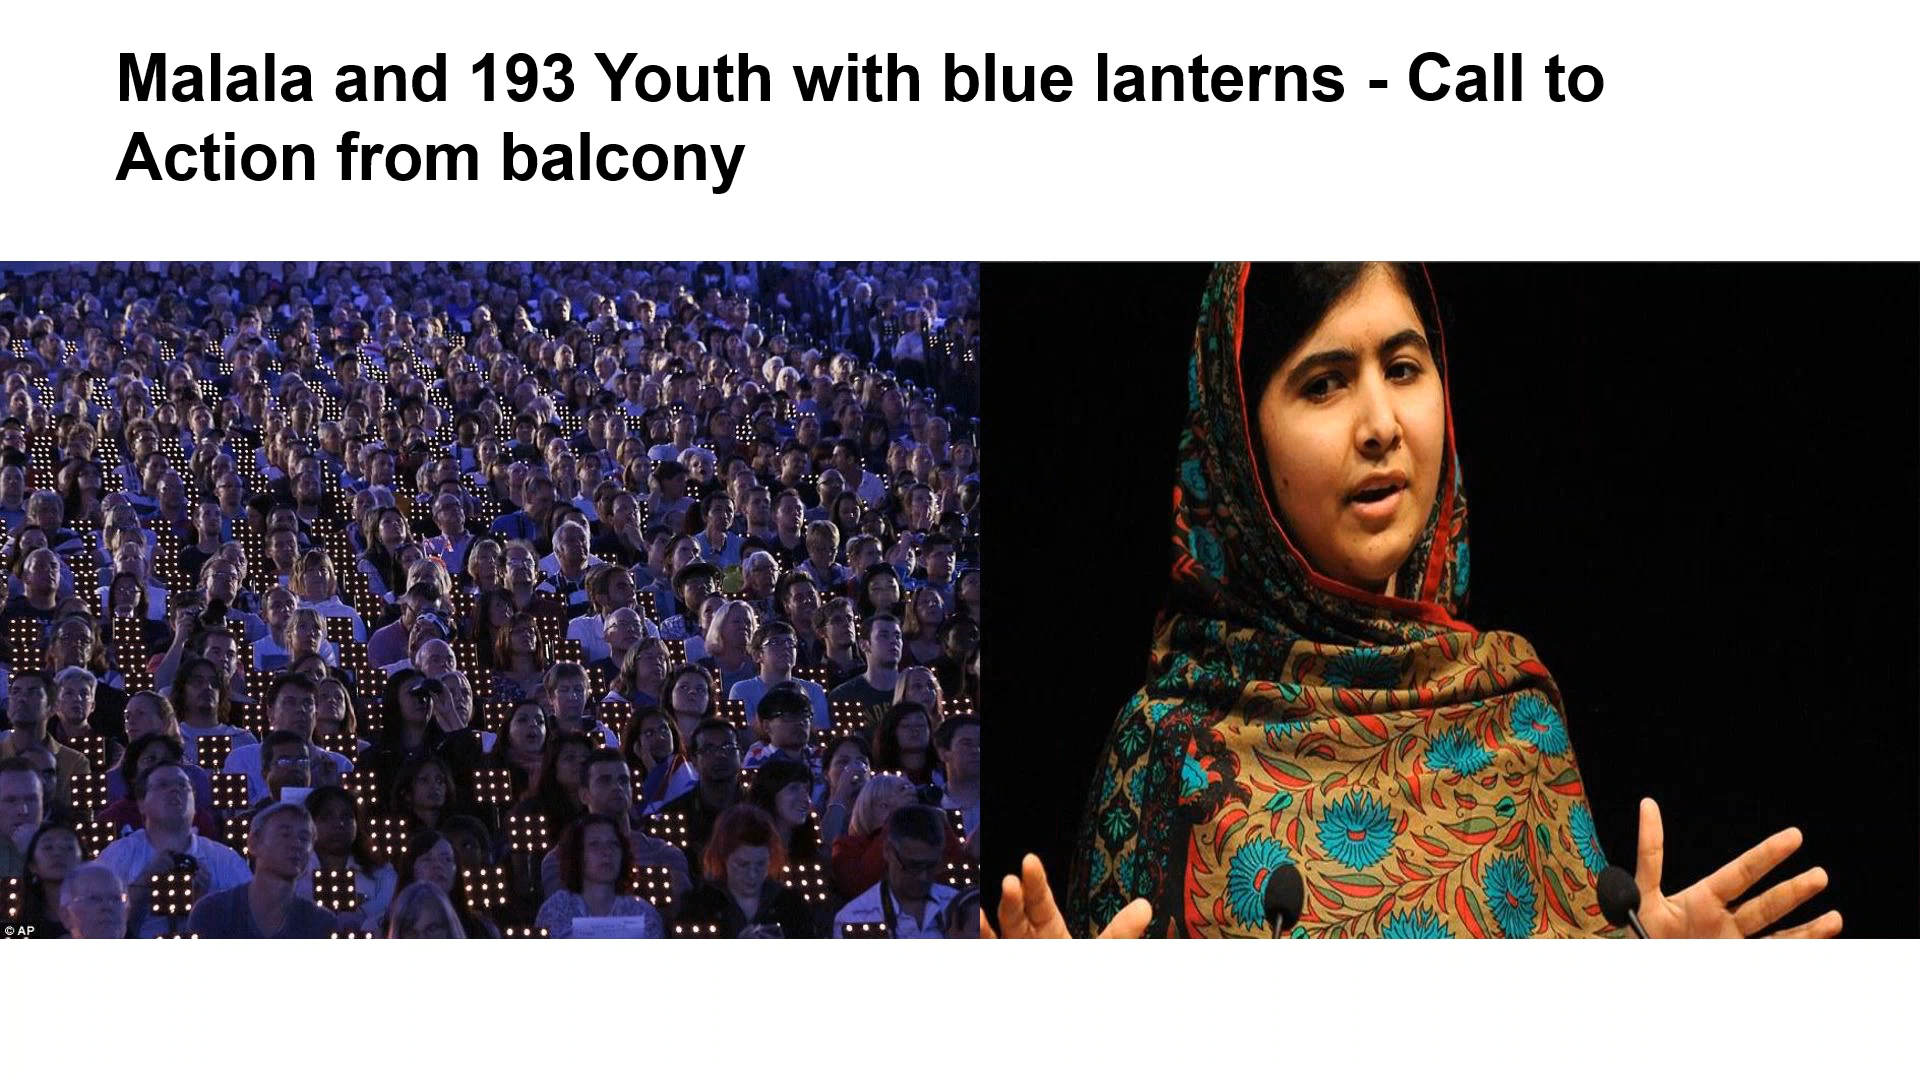 Malala and 193 Youth with blue lanterns - Call to
Action from balcony
© AP